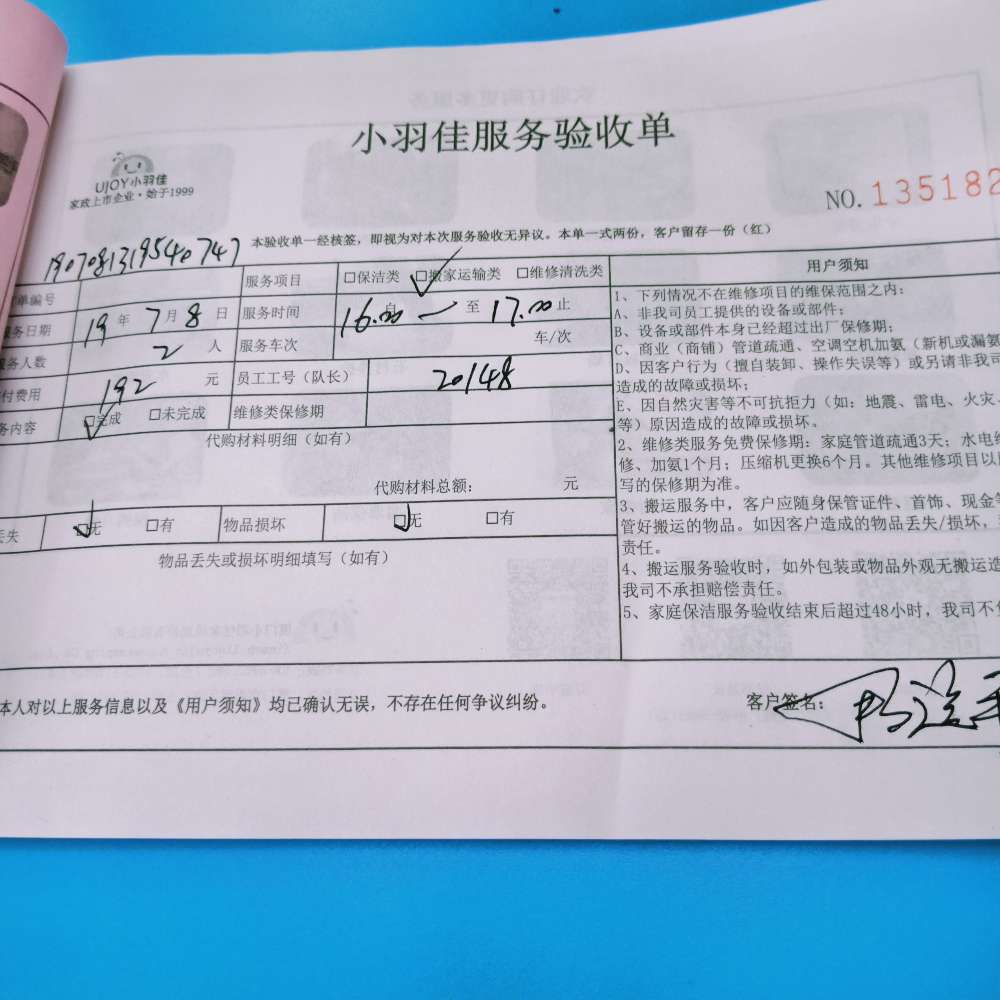 小羽佳服务验收单
UJOY小羽佳
家政上市企业·始于1999
NO. 135182
190708131954 0747
本验收单一经核签，即视为对本次服务验收无异议。本单一式两份，客户留存一份（红）
单编号 服务项目 □保洁类 □搬家运输类 □维修清洗类
服务日期 19 年 7 月 8 日 服务时间 16.00 自 至 17.00 止
服务人数 2 人 服务车次 车/次
付费用 192 元 员工工号（队长） 20148
务内容 □完成 □未完成 维修类保修期
代购材料明细（如有）
代购材料总额： 元
丢失 □无 □有 物品损坏 □无 □有
物品丢失或损坏明细填写（如有）
用户须知
1、下列情况不在维修项目的维保范围之内：
A、非我司员工提供的设备或部件；
B、设备或部件本身已经超过出厂保修期；
C、商业（商铺）管道疏通、空调空机加氨（新机或漏氨
D、因客户行为（擅自装卸、操作失误等）或另请非我司
造成的故障或损坏；
E、因自然灾害等不可抗拒力（如：地震、雷电、火灾、
等）原因造成的故障或损坏。
2、维修类服务免费保修期：家庭管道疏通3天；水电维
修、加氨1个月；压缩机更换6个月。其他维修项目以
写的保修期为准。
3、搬运服务中，客户应随身保管证件、首饰、现金等
管好搬运的物品。如因客户造成的物品丢失/损坏，
责任。
4、搬运服务验收时，如外包装或物品外观无搬运造
我司不承担赔偿责任。
5、家庭保洁服务验收结束后超过48小时，我司不
本人对以上服务信息以及《用户须知》均已确认无误，不存在任何争议纠纷。
客户签名：